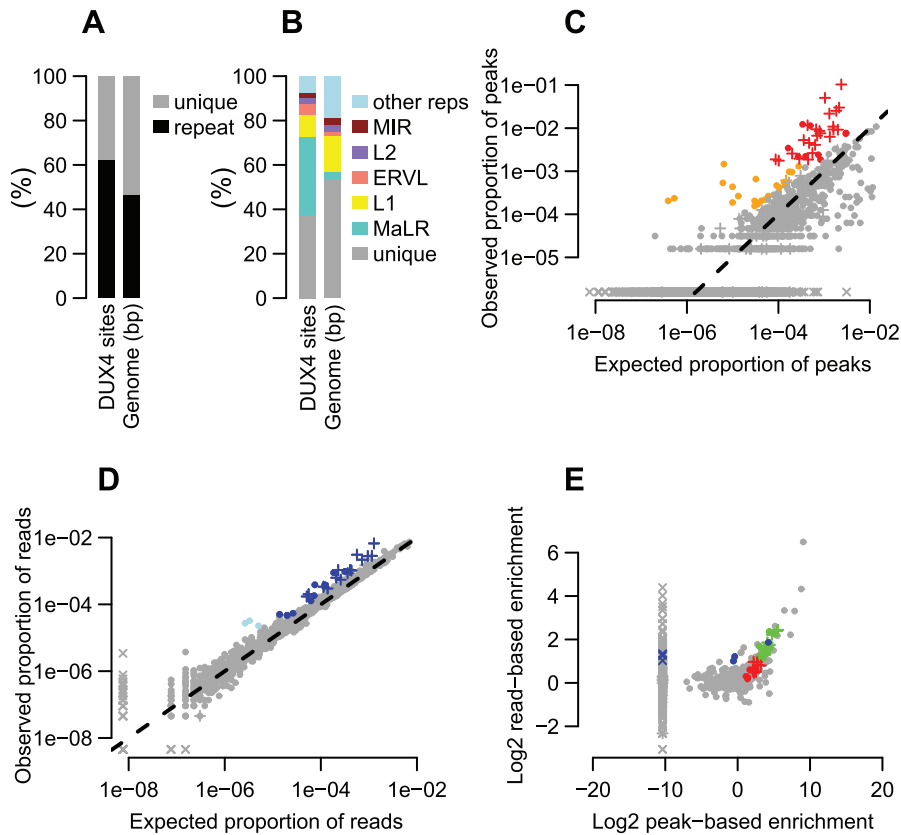 A
(%)
100
80
60
40
20
0
DUX4 sites
Genome (bp)
unique
repeat
B
(%)
100
80
60
40
20
0
DUX4 sites
Genome (bp)
other reps
MIR
L2
ERVL
L1
MaLR
unique
C
Observed proportion of peaks
1e−01
1e−02
1e−03
1e−04
1e−05
1e−08
1e−06
1e−04
1e−02
Expected proportion of peaks
D
Observed proportion of reads
1e−02
1e−04
1e−06
1e−08
1e−08
1e−06
1e−04
1e−02
Expected proportion of reads
E
Log2 read−based enrichment
6
4
2
0
−2
−20
−10
0
10
20
Log2 peak−based enrichment